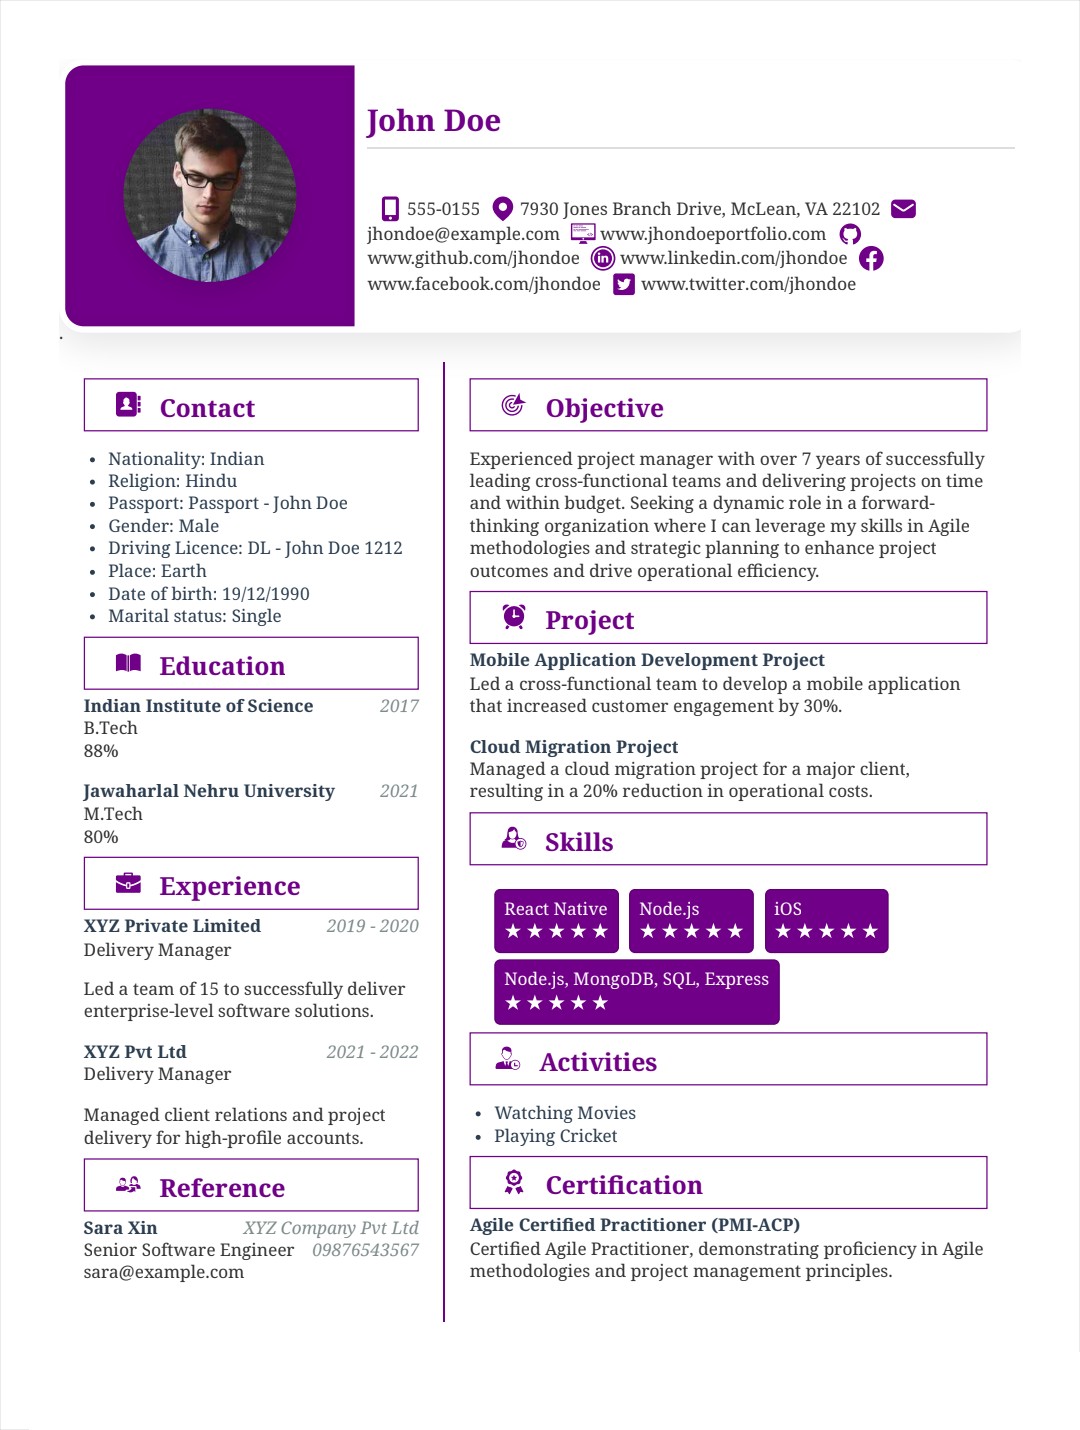 John Doe
555-0155 7930 Jones Branch Drive, McLean, VA 22102
jhondoe@example.com www.jhondoeportfolio.com
www.github.com/jhondoe www.linkedin.com/jhondoe
www.facebook.com/jhondoe www.twitter.com/jhondoe
Contact
• Nationality: Indian
• Religion: Hindu
• Passport: Passport - John Doe
• Gender: Male
• Driving Licence: DL - John Doe 1212
• Place: Earth
• Date of birth: 19/12/1990
• Marital status: Single
Education
Indian Institute of Science 2017
B.Tech
88%
Jawaharlal Nehru University 2021
M.Tech
80%
Experience
XYZ Private Limited 2019 - 2020
Delivery Manager
Led a team of 15 to successfully deliver
enterprise-level software solutions.
XYZ Pvt Ltd 2021 - 2022
Delivery Manager
Managed client relations and project
delivery for high-profile accounts.
Reference
Sara Xin XYZ Company Pvt Ltd
Senior Software Engineer 09876543567
sara@example.com
Objective
Experienced project manager with over 7 years of successfully
leading cross-functional teams and delivering projects on time
and within budget. Seeking a dynamic role in a forward-
thinking organization where I can leverage my skills in Agile
methodologies and strategic planning to enhance project
outcomes and drive operational efficiency.
Project
Mobile Application Development Project
Led a cross-functional team to develop a mobile application
that increased customer engagement by 30%.
Cloud Migration Project
Managed a cloud migration project for a major client,
resulting in a 20% reduction in operational costs.
Skills
React Native Node.js iOS
★★★★★ ★★★★★ ★★★★★
Node.js, MongoDB, SQL, Express
★★★★★
Activities
• Watching Movies
• Playing Cricket
Certification
Agile Certified Practitioner (PMI-ACP)
Certified Agile Practitioner, demonstrating proficiency in Agile
methodologies and project management principles.